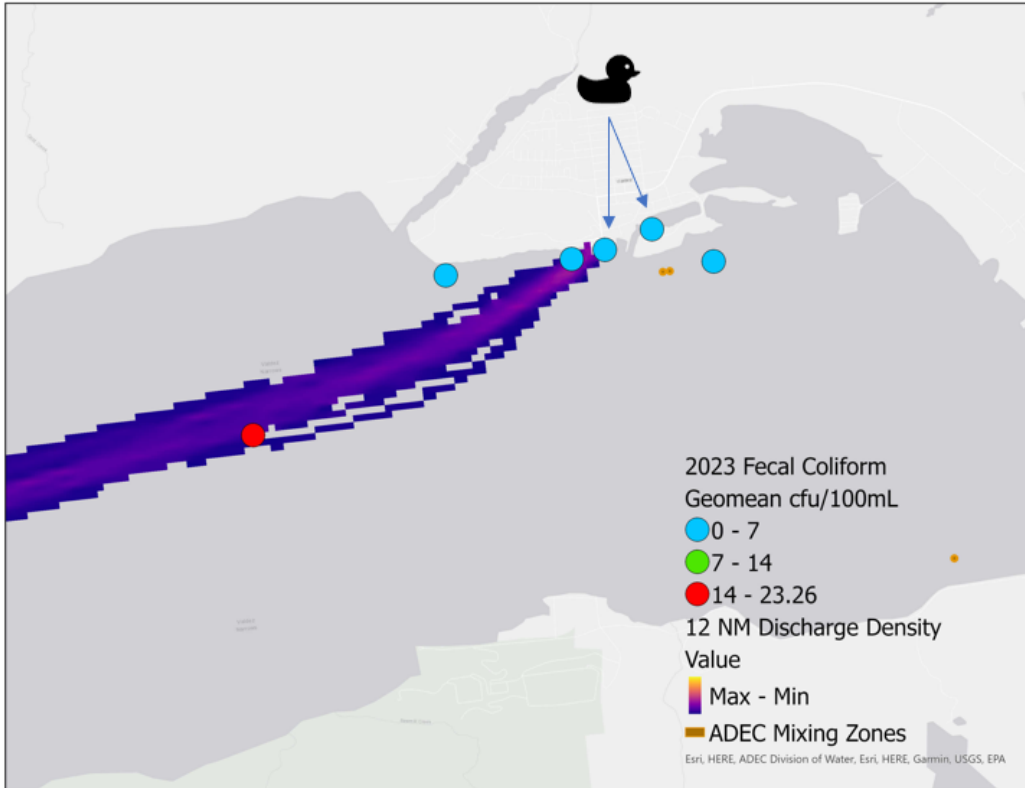 Valdez
2023 Fecal Coliform
Geomean cfu/100mL
0 - 7
7 - 14
14 - 23.26
12 NM Discharge Density
Value
Max - Min
ADEC Mixing Zones
Esri, HERE, ADEC Division of Water, Esri, HERE, Garmin, USGS, EPA